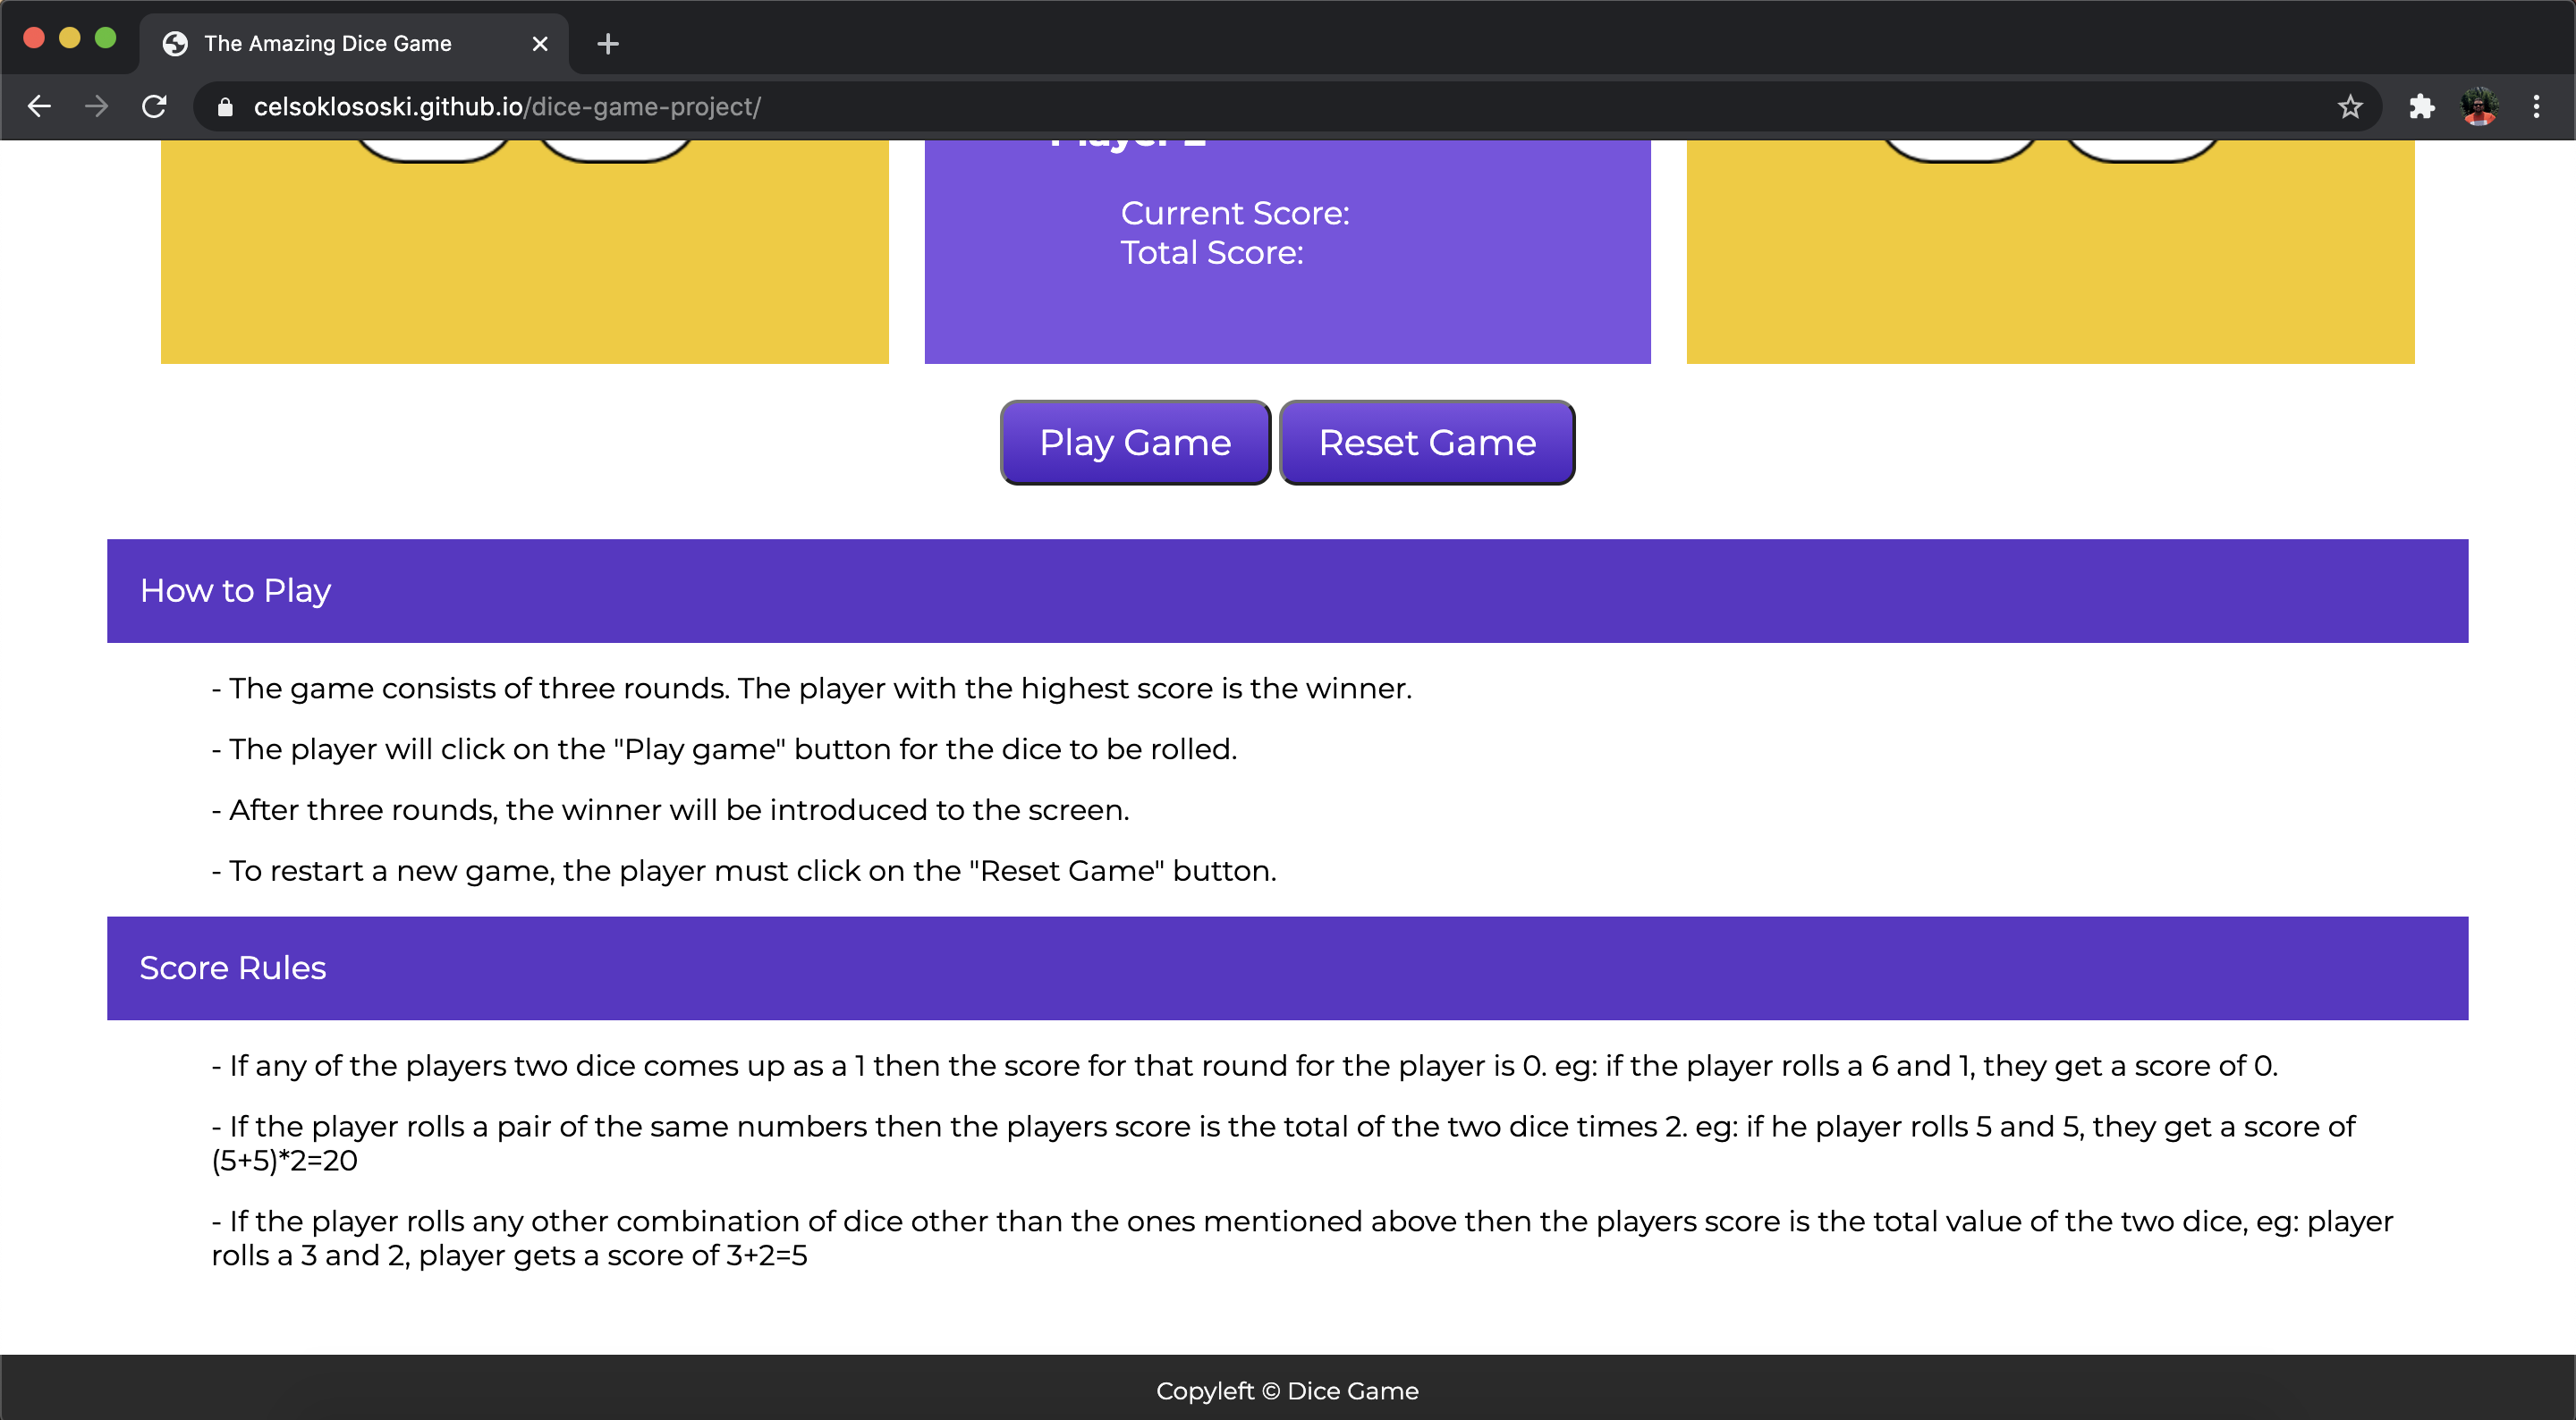 The Amazing Dice Game
celsoklososki.github.io/dice-game-project/
Player 2
Current Score:
Total Score:
Play Game
Reset Game
How to Play
- The game consists of three rounds. The player with the highest score is the winner.
- The player will click on the "Play game" button for the dice to be rolled.
- After three rounds, the winner will be introduced to the screen.
- To restart a new game, the player must click on the "Reset Game" button.
Score Rules
- If any of the players two dice comes up as a 1 then the score for that round for the player is 0. eg: if the player rolls a 6 and 1, they get a score of 0.
- If the player rolls a pair of the same numbers then the players score is the total of the two dice times 2. eg: if he player rolls 5 and 5, they get a score of
(5+5)*2=20
- If the player rolls any other combination of dice other than the ones mentioned above then the players score is the total value of the two dice, eg: player
rolls a 3 and 2, player gets a score of 3+2=5
Copyleft © Dice Game